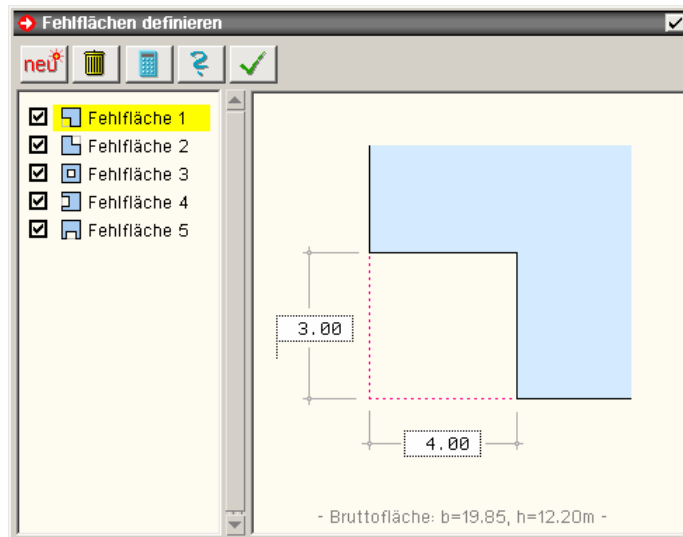 Fehlflächen definieren
neu
Fehlfläche 1
Fehlfläche 2
Fehlfläche 3
Fehlfläche 4
Fehlfläche 5
3.00
4.00
- Bruttofläche: b=19.85, h=12.20m -